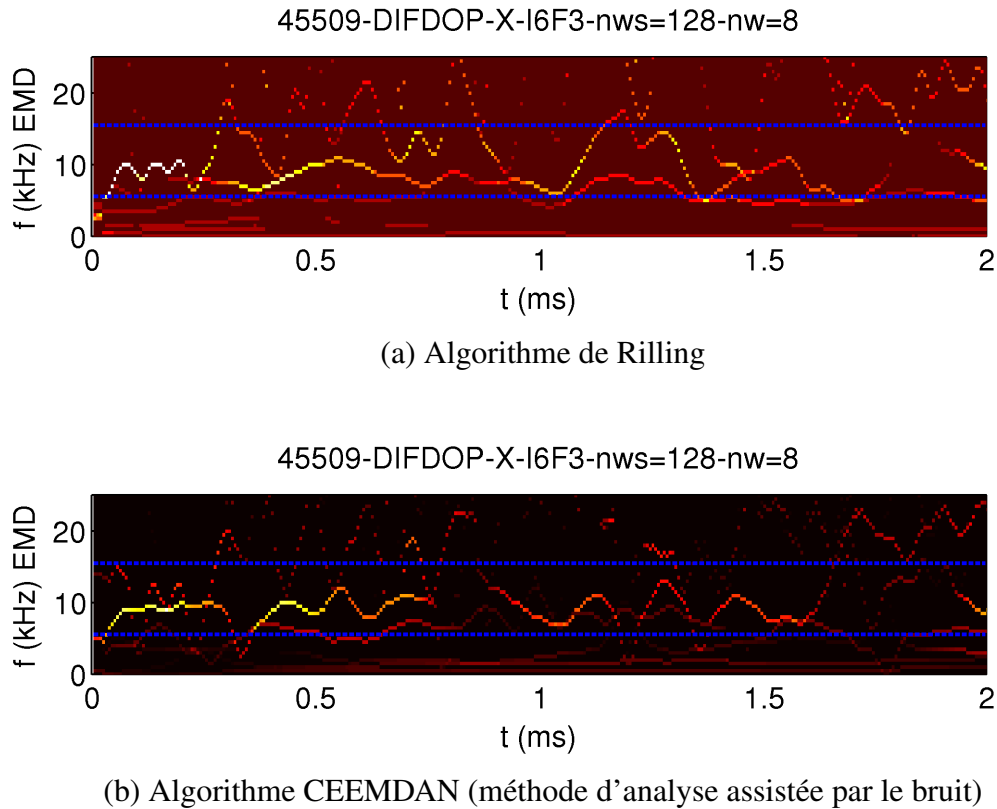 45509-DIFDOP-X-I6F3-nws=128-nw=8
f (kHz) EMD
20
10
0
0 0.5 1 1.5 2
t (ms)
(a) Algorithme de Rilling
45509-DIFDOP-X-I6F3-nws=128-nw=8
f (kHz) EMD
20
10
0
0 0.5 1 1.5 2
t (ms)
(b) Algorithme CEEMDAN (méthode d'analyse assistée par le bruit)